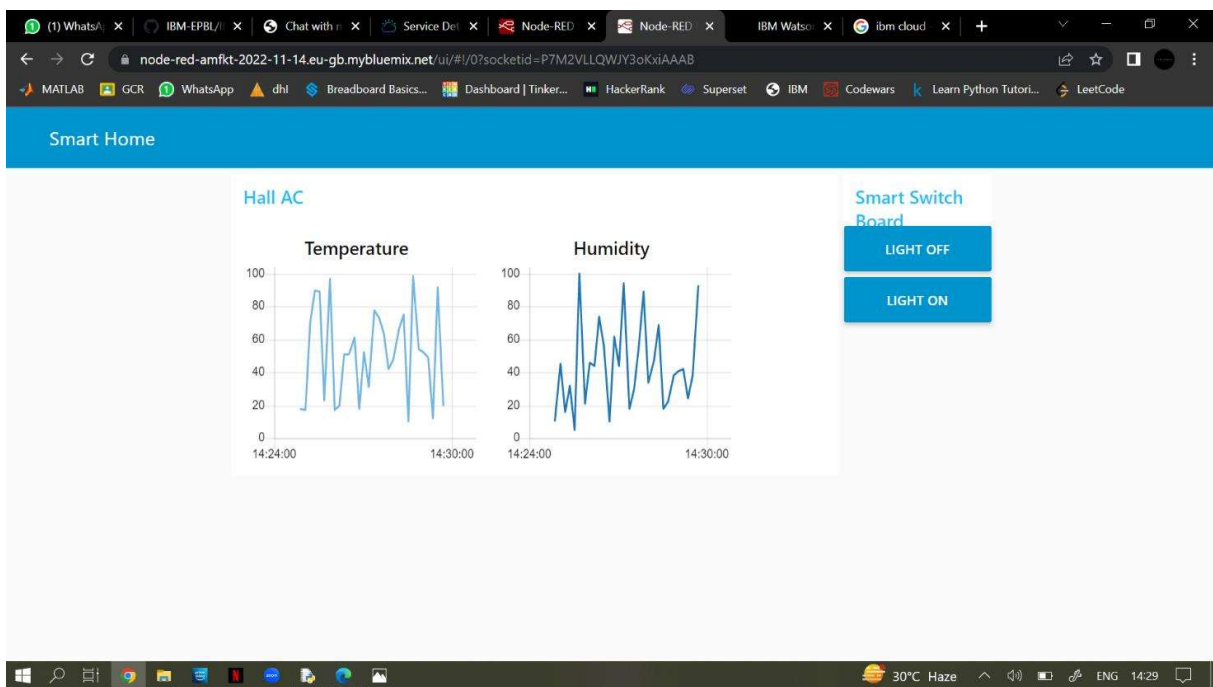 (1) WhatsA
IBM-EPBL/I
Chat with r
Service Det
Node-RED
Node-RED
IBM Watso
ibm cloud
node-red-amfkt-2022-11-14.eu-gb.mybluemix.net/ui/#!/0?socketid=P7M2VLLQWJY3oKxiAAAB
MATLAB GCR WhatsApp dhl Breadboard Basics... Dashboard | Tinker... HackerRank Superset IBM Codewars Learn Python Tutori... LeetCode
Smart Home
Hall AC
Temperature
100
80
60
40
20
0
14:24:00 14:30:00
Humidity
100
80
60
40
20
0
14:24:00 14:30:00
Smart Switch
Board
LIGHT OFF
LIGHT ON
30°C Haze ENG 14:29